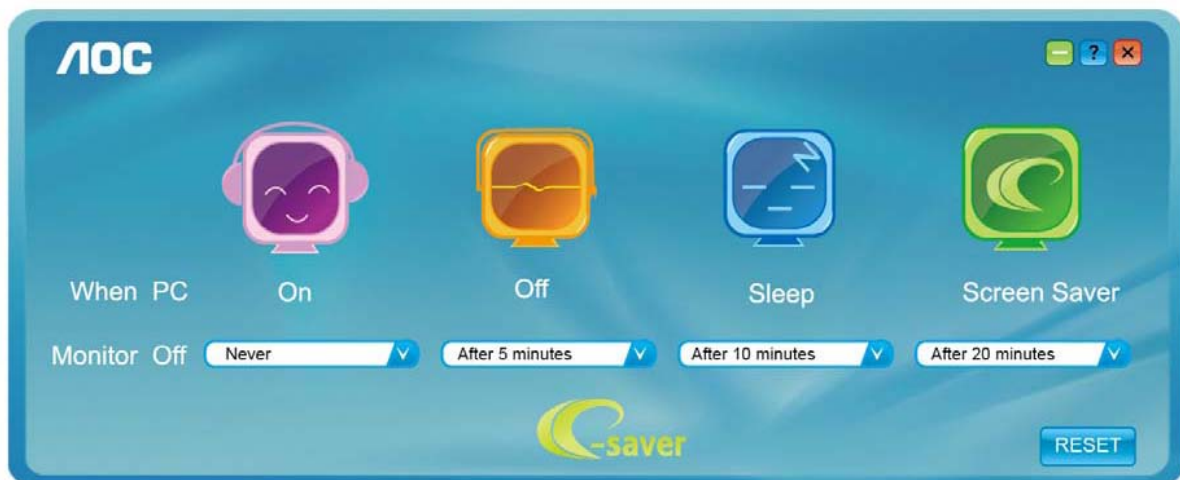 AOC
?
When PC On Off Sleep Screen Saver
Monitor Off Never After 5 minutes After 10 minutes After 20 minutes
e-saver
RESET